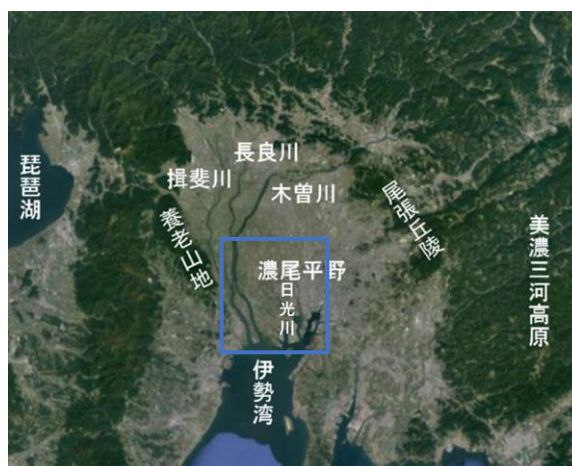 長良川
揖斐川
木曽川
琵琶湖
養老山地
尾張丘陵
美濃三河高原
濃尾平野
日光川
伊勢湾